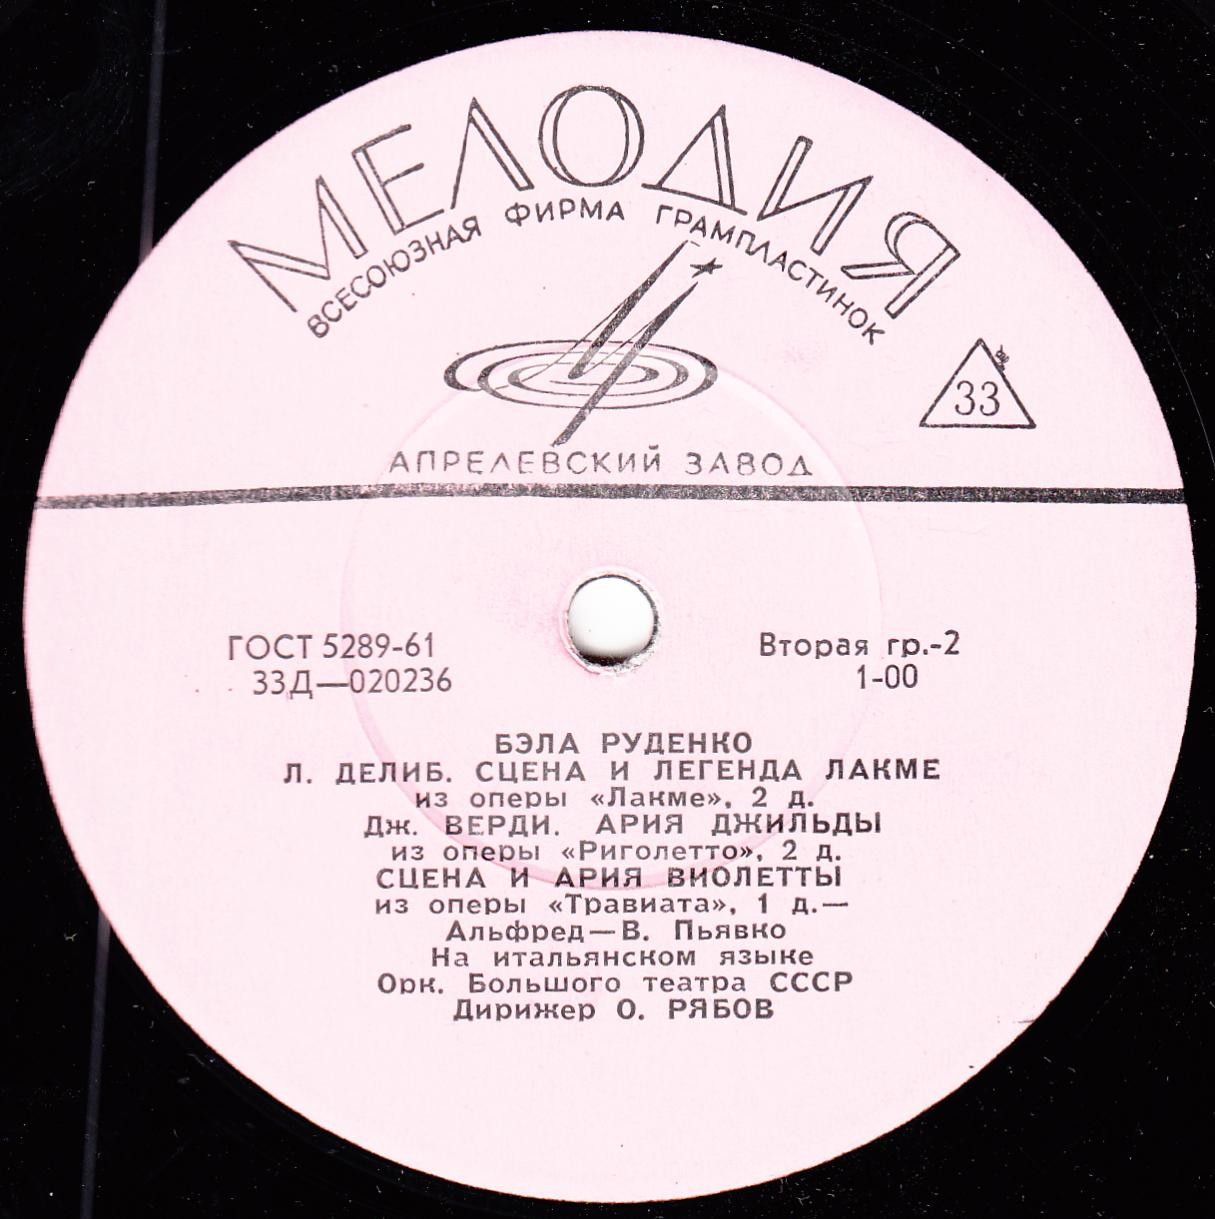 МЕЛОДИЯ
ВСЕСОЮЗНАЯ ФИРМА ГРАМПЛАСТИНОК
33
АПРЕЛЕВСКИЙ ЗАВОД
ГОСТ 5289-61
Вторая гр.-2
33Д—020236
1-00
БЭЛА РУДЕНКО
Л. ДЕЛИБ. СЦЕНА И ЛЕГЕНДА ЛАКМЕ
из оперы «Лакме», 2 д.
Дж. ВЕРДИ. АРИЯ ДЖИЛЬДЫ
из оперы «Риголетто», 2 д.
СЦЕНА И АРИЯ ВИОЛЕТТЫ
из оперы «Травиата», 1 д.—
Альфред—В. Пьявко
На итальянском языке
Орк. Большого театра СССР
Дирижер О. РЯБОВ